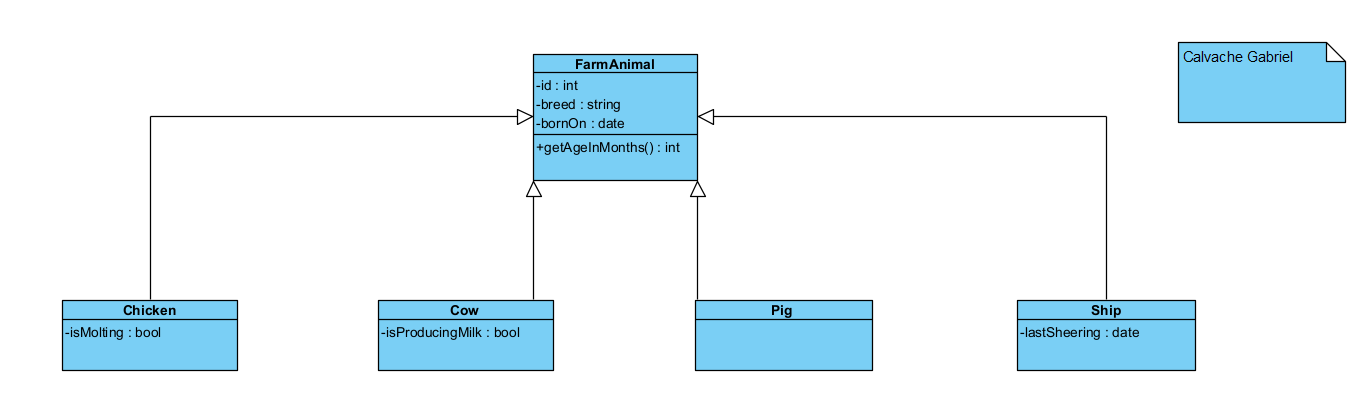 FarmAnimal
-id : int
-breed : string
-bornOn : date
+getAgeInMonths() : int
Calvache Gabriel
Chicken
-isMolting : bool
Cow
-isProducingMilk : bool
Pig
Ship
-lastSheering : date